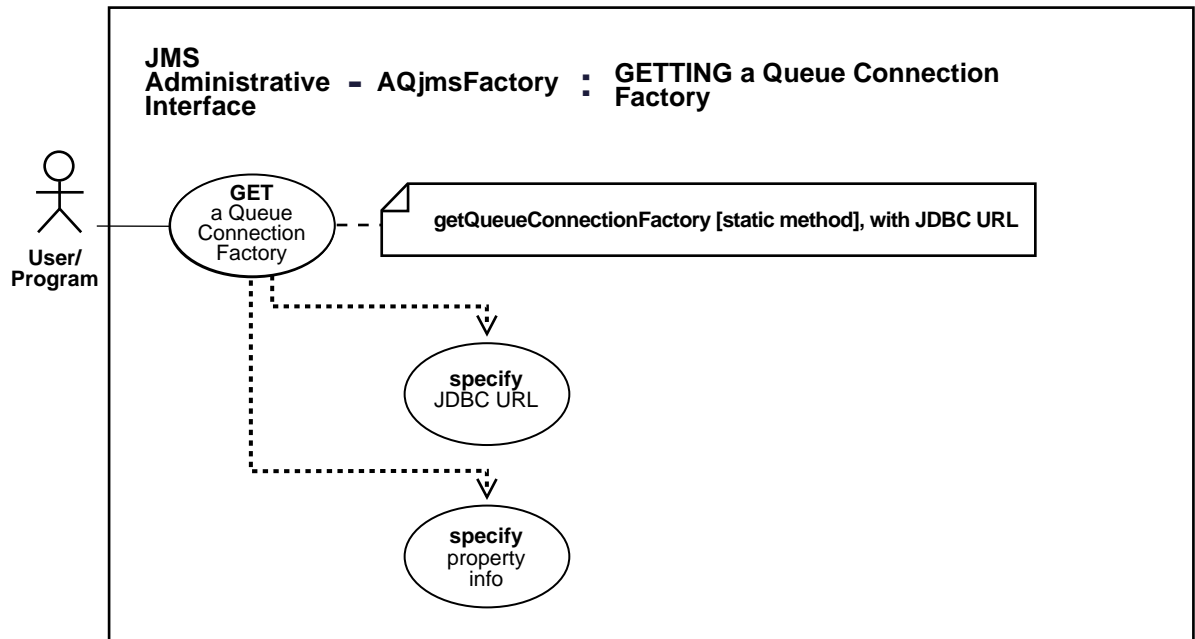 JMS
Administrative
Interface
- AQjmsFactory :
GETTING a Queue Connection
Factory
User/
Program
GET
a Queue
Connection
Factory
getQueueConnectionFactory [static method], with JDBC URL
specify
JDBC URL
specify
property
info